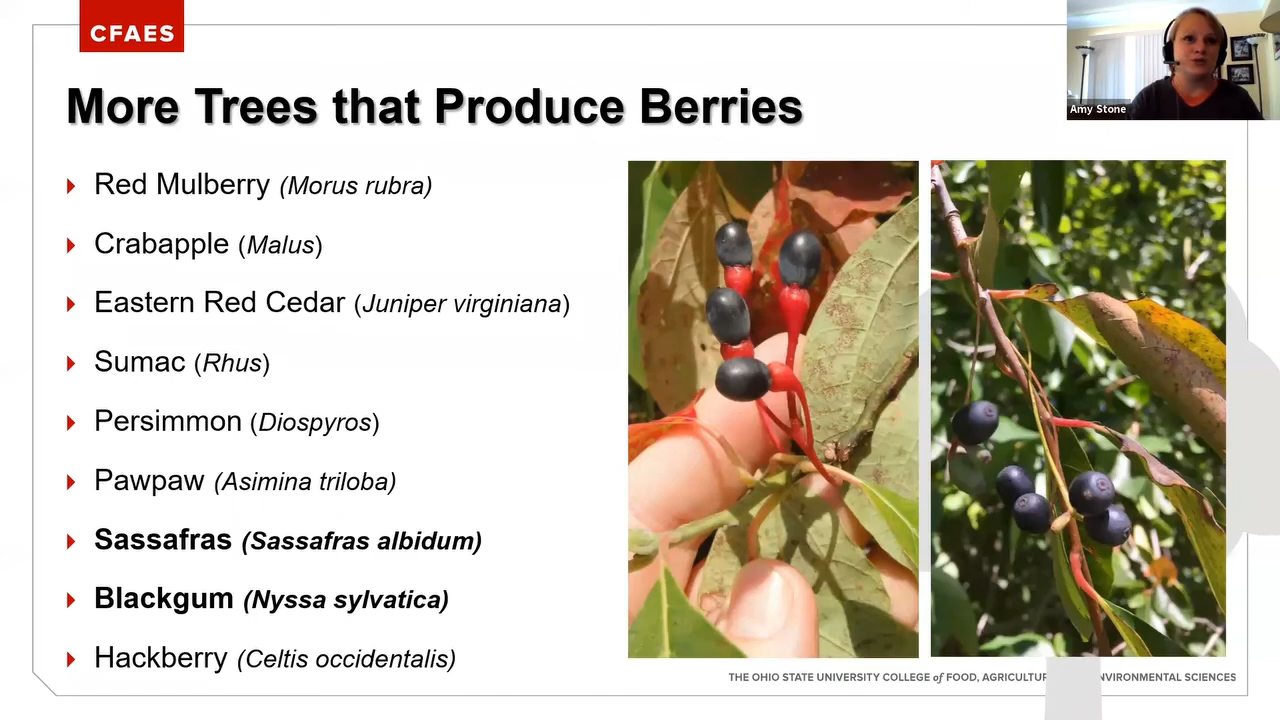 CFAES
Amy Stone
More Trees that Produce Berries
Red Mulberry (Morus rubra)
Crabapple (Malus)
Eastern Red Cedar (Juniper virginiana)
Sumac (Rhus)
Persimmon (Diospyros)
Pawpaw (Asimina triloba)
Sassafras (Sassafras albidum)
Blackgum (Nyssa sylvatica)
Hackberry (Celtis occidentalis)
THE OHIO STATE UNIVERSITY COLLEGE of FOOD, AGRICULTUR NVIRONMENTAL SCIENCES